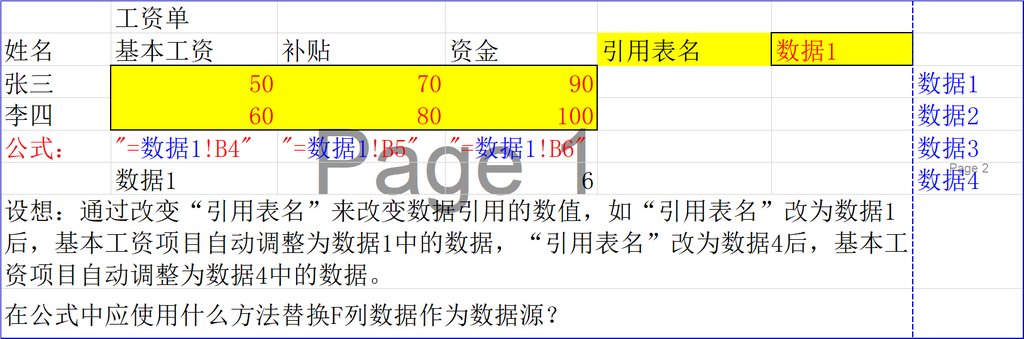 工资单
姓名 基本工资 补贴 资金 引用表名 数据1
张三 50 70 90 数据1
李四 60 80 100 数据2
公式： "=数据1!B4" "=数据1!B5" "=数据1!B6" 数据3
数据1 6 数据4
Page 1
Page 2
设想：通过改变“引用表名”来改变数据引用的数值，如“引用表名”改为数据1
后，基本工资项目自动调整为数据1中的数据，“引用表名”改为数据4后，基本工
资项目自动调整为数据4中的数据。
在公式中应使用什么方法替换F列数据作为数据源？